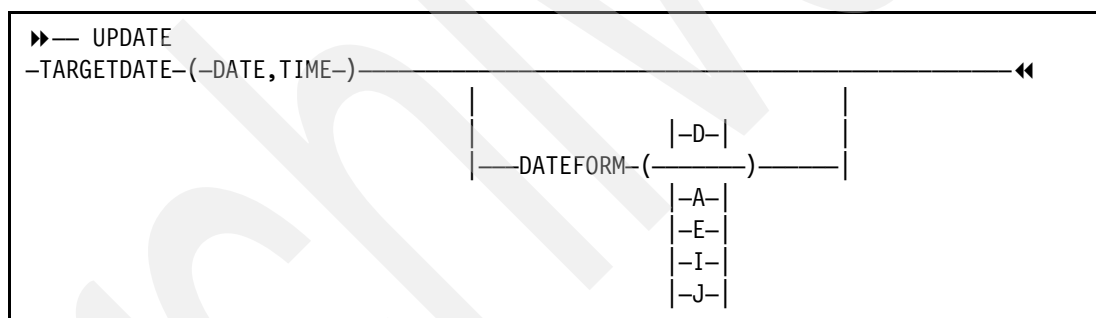 ▶▶── UPDATE
─TARGETDATE─(─DATE,TIME─)──────────────────────────────◀◀
│ │
│ │─D─│ │
│───DATEFORM─(───────)──────│
│─A─│
│─E─│
│─I─│
│─J─│